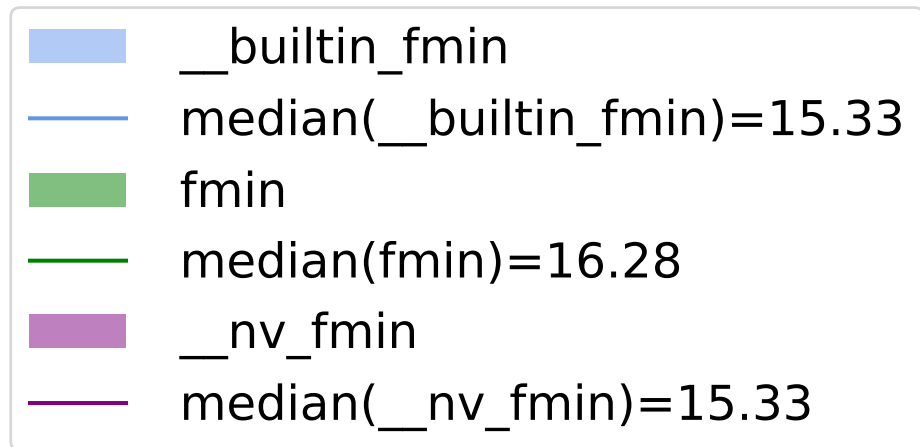 __builtin_fmin
median(__builtin_fmin)=15.33
fmin
median(fmin)=16.28
__nv_fmin
median(__nv_fmin)=15.33